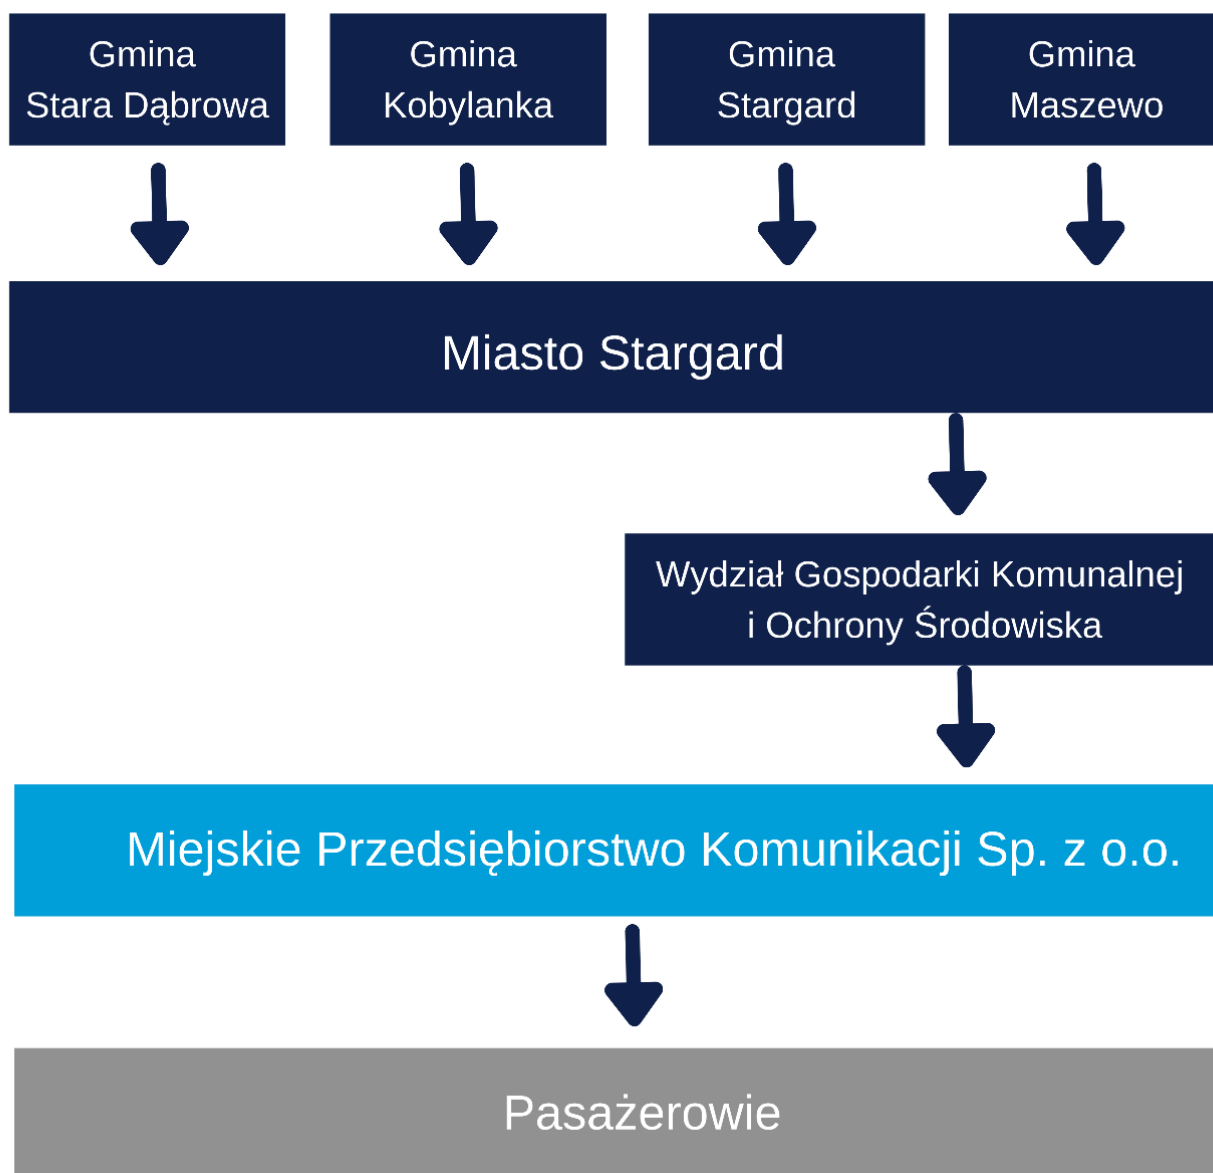 Gmina
Stara Dąbrowa
Gmina
Kobylanka
Gmina
Stargard
Gmina
Maszewo
Miasto Stargard
Wydział Gospodarki Komunalnej
i Ochrony Środowiska
Miejskie Przedsiębiorstwo Komunikacji Sp. z o.o.
Pasażerowie